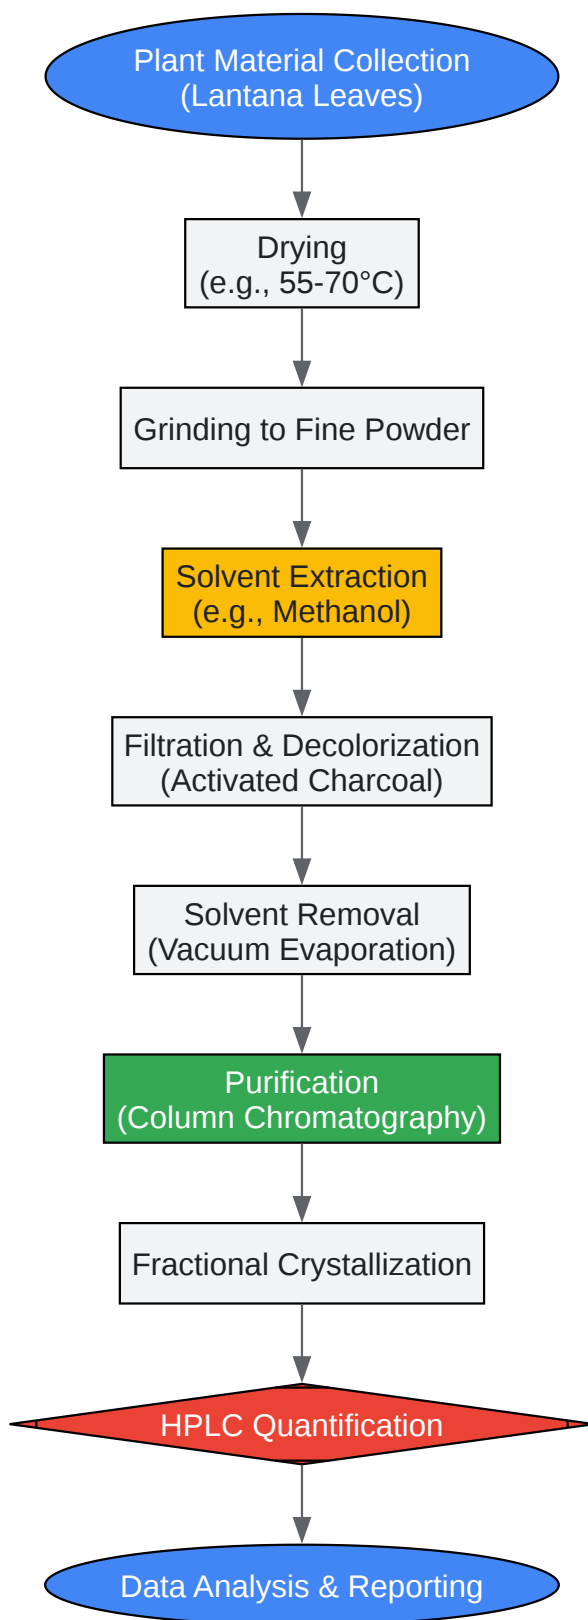 Plant Material Collection
(Lantana Leaves)
Drying
(e.g., 55-70°C)
Grinding to Fine Powder
Solvent Extraction
(e.g., Methanol)
Filtration & Decolorization
(Activated Charcoal)
Solvent Removal
(Vacuum Evaporation)
Purification
(Column Chromatography)
Fractional Crystallization
HPLC Quantification
Data Analysis & Reporting